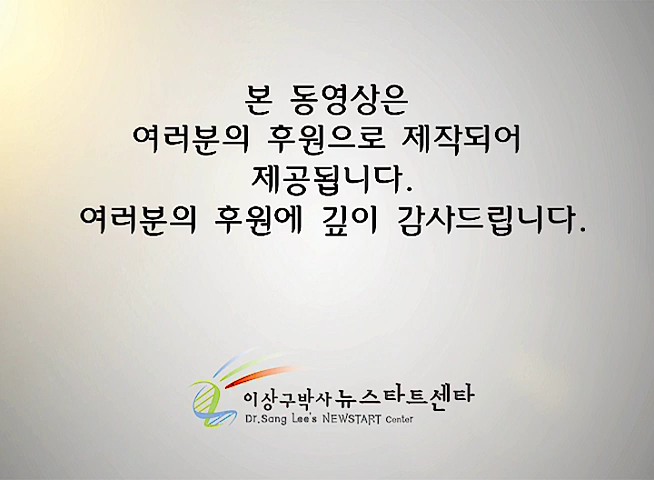 본 동영상은
여러분의 후원으로 제작되어
제공됩니다.
여러분의 후원에 깊이 감사드립니다.
이상구박사 뉴스타트센타
Dr.Sang Lee's NEWSTART Center